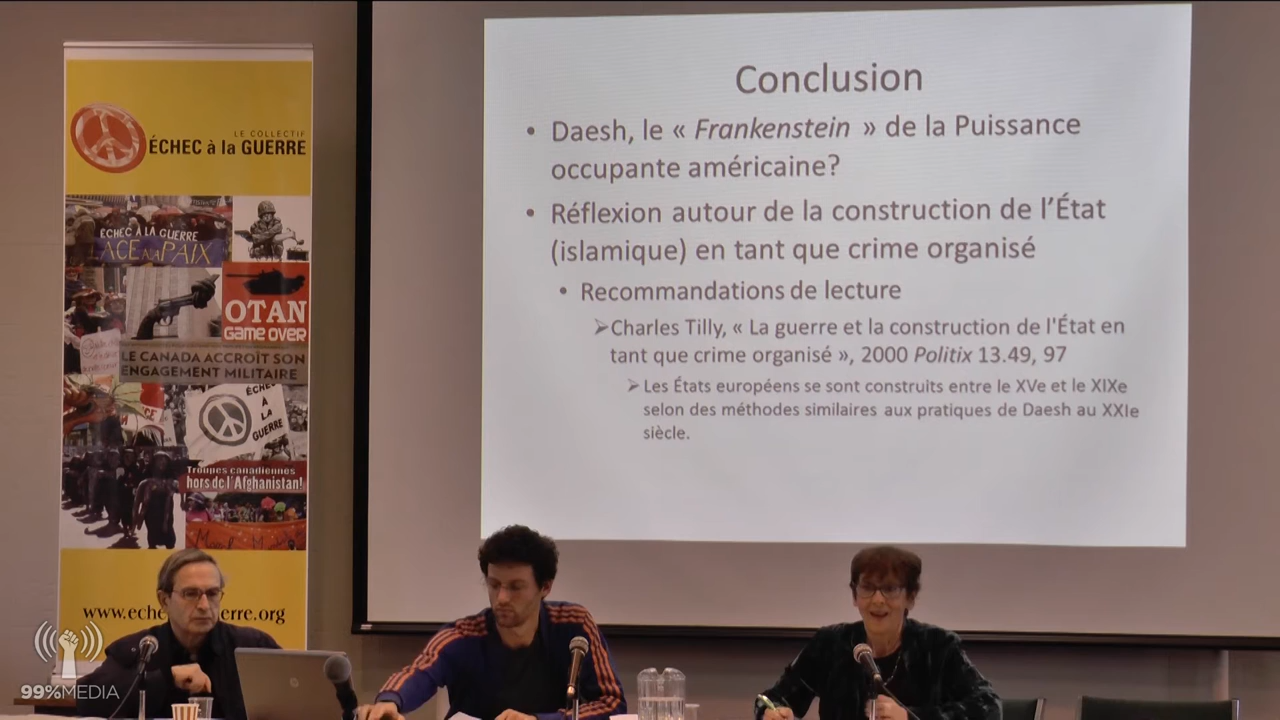 LE COLLECTIF
ÉCHEC à la GUERRE
ÉCHEC À LA GUERRE
PAIX
OTAN
GAME OVER
LE CANADA ACCROÎT SON
ENGAGEMENT MILITAIRE
ÉCHEC
À
LA
GUERRE
Troupes canadiennes
hors de l'Afghanistan!
www.eche
erre.org
99%MEDIA
Conclusion
• Daesh, le « Frankenstein » de la Puissance
occupante américaine?
• Réflexion autour de la construction de l'État
(islamique) en tant que crime organisé
• Recommandations de lecture
➢Charles Tilly, « La guerre et la construction de l'État en
tant que crime organisé », 2000 Politix 13.49, 97
➢ Les États européens se sont construits entre le XVe et le XIXe
selon des méthodes similaires aux pratiques de Daesh au XXIe
siècle.